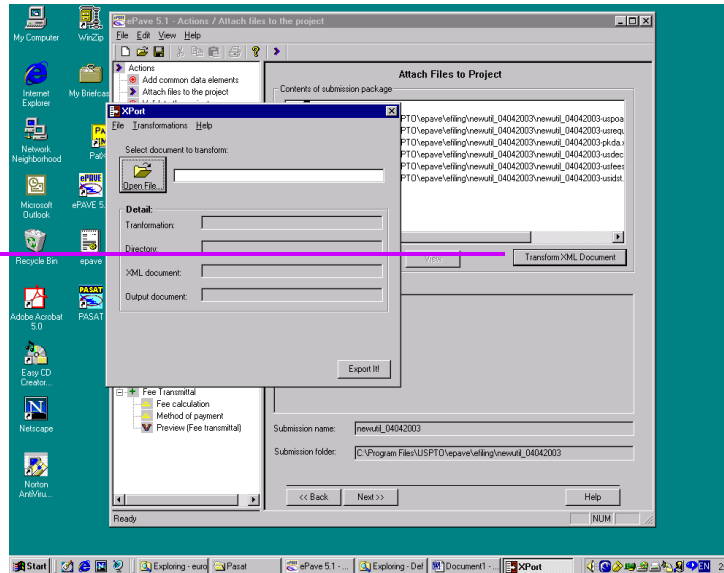 My Computer
WinZip
Internet
Explorer
My Briefcas
Network
Neighborhood
Microsoft
Outlook
ePAVE 5.
Recycle Bin
epave
Adobe Acrobat
5.0
PASAT
PASAT
Easy CD
Creator...
Netscape
Norton
AntiViru...
ePave 5.1 - Actions / Attach files to the project
File Edit View Help
Actions
Add common data elements
Attach files to the project
Attach Files to Project
Contents of submission package
PTO\epave\efiling\newutil_04042003\newutil_04042003-uspoa
PTO\epave\efiling\newutil_04042003\newutil_04042003-usrequ
PTO\epave\efiling\newutil_04042003\newutil_04042003-pkda.x
PTO\epave\efiling\newutil_04042003\newutil_04042003-usdec
PTO\epave\efiling\newutil_04042003\newutil_04042003-usfees
PTO\epave\efiling\newutil_04042003\newutil_04042003-usidst.
View
Transform XML Document
XPort
File Transformations Help
Select document to transform:
Open File...
Detail:
Tranformation:
Directory:
XML document:
Output document:
Export It!
Fee Transmittal
Fee calculation
Method of payment
Preview (Fee transmittal)
Submission name: newutil_04042003
Submission folder: C:\Program Files\USPTO\epave\efiling\newutil_04042003
<< Back Next >> Help
Ready NUM
Start Exploring - euro Pasat ePave 5.1 - ... Exploring - Def Document1 - ... XPort EN 2